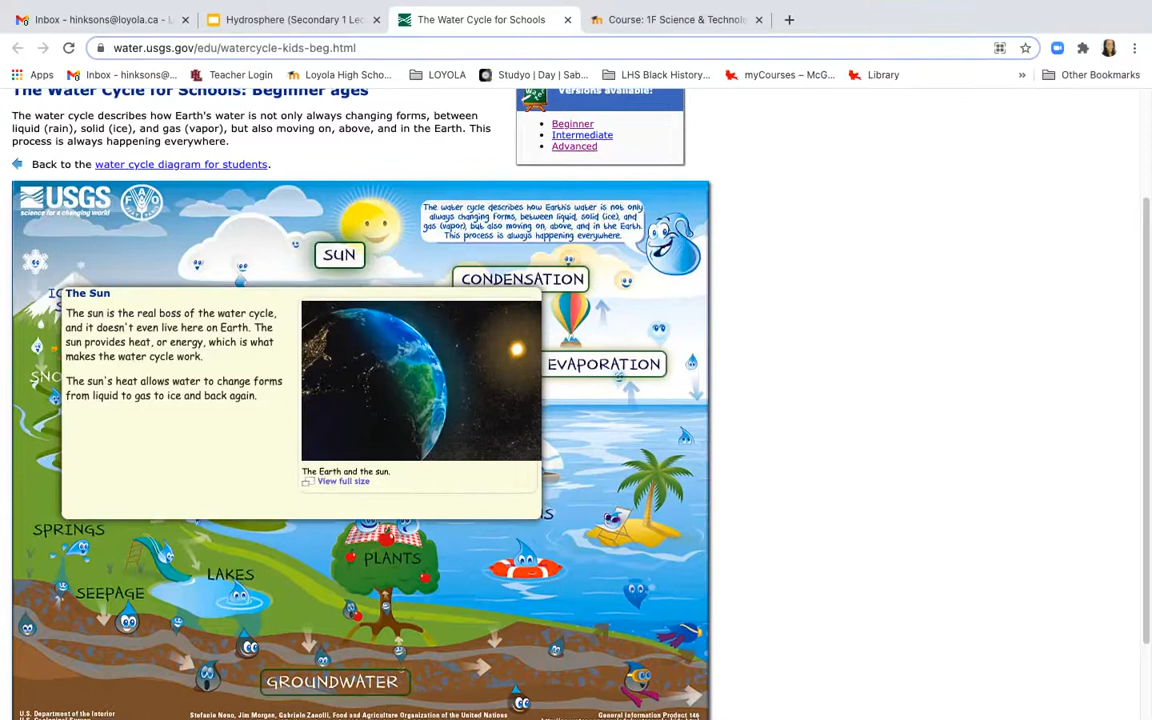 Inbox - hinksons@loyola.ca - L
Hydrosphere (Secondary 1 Lec
The Water Cycle for Schools
Course: 1F Science & Technolo
water.usgs.gov/edu/watercycle-kids-beg.html
Apps
Inbox - hinksons@...
Teacher Login
Loyola High Scho...
LOYOLA
Studyo | Day | Sab...
LHS Black History...
myCourses – McG...
Library
Other Bookmarks
The Water Cycle for Schools: Beginner ages
The water cycle describes how Earth's water is not only always changing forms, between
liquid (rain), solid (ice), and gas (vapor), but also moving on, above, and in the Earth. This
process is always happening everywhere.
Back to the water cycle diagram for students.
Versions available:
Beginner
Intermediate
Advanced
USGS
science for a changing world
FAO
The water cycle describes how Earth's water is not only
always changing forms, between liquid, solid (ice), and
gas (vapor), but also moving on, above, and in the Earth.
This process is always happening everywhere.
SUN
CONDENSATION
The Sun
The sun is the real boss of the water cycle,
and it doesn't even live here on Earth. The
sun provides heat, or energy, which is what
makes the water cycle work.
The sun's heat allows water to change forms
from liquid to gas to ice and back again.
The Earth and the sun.
View full size
EVAPORATION
SPRINGS
PLANTS
LAKES
SEEPAGE
GROUNDWATER
U.S. Department of the Interior
Stefanie Neno, Jim Morgan, Gabriele Zanolli, Food and Agriculture Organization of the United Nations
General Information Product 146